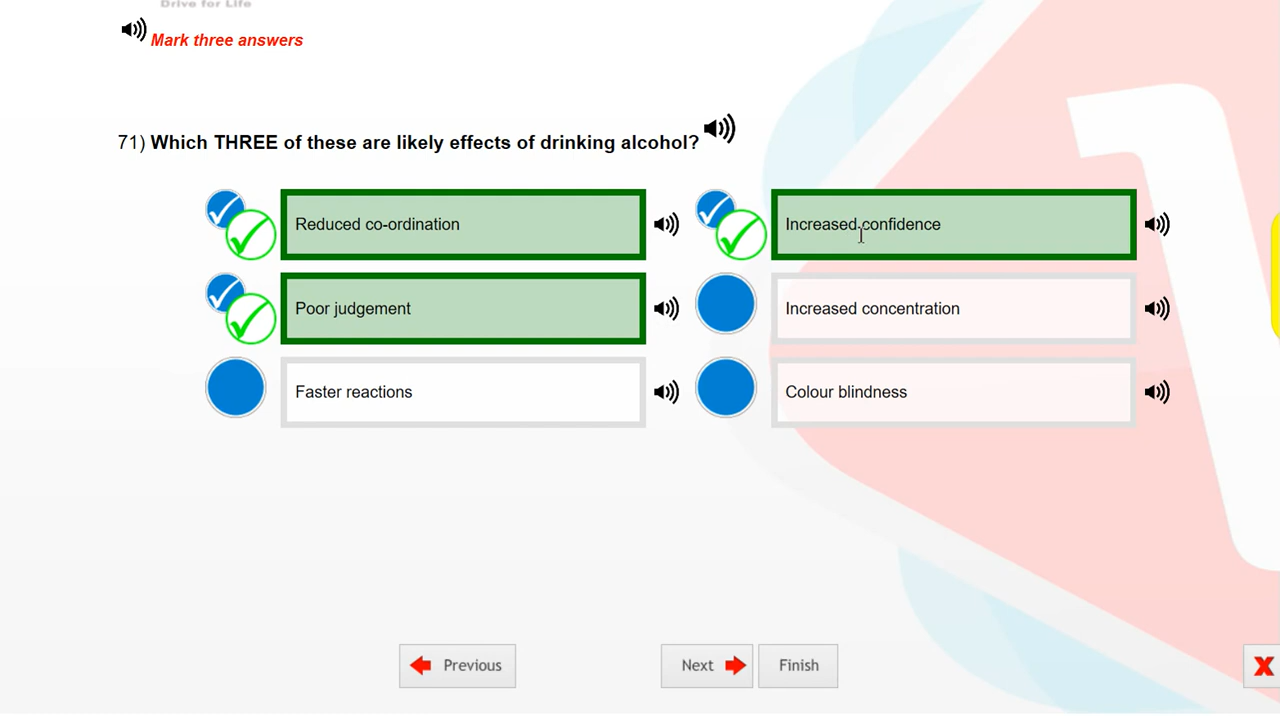 Drive for Life
Mark three answers
71) Which THREE of these are likely effects of drinking alcohol?
Reduced co-ordination
Increased confidence
Poor judgement
Increased concentration
Faster reactions
Colour blindness
Previous
Next
Finish
X